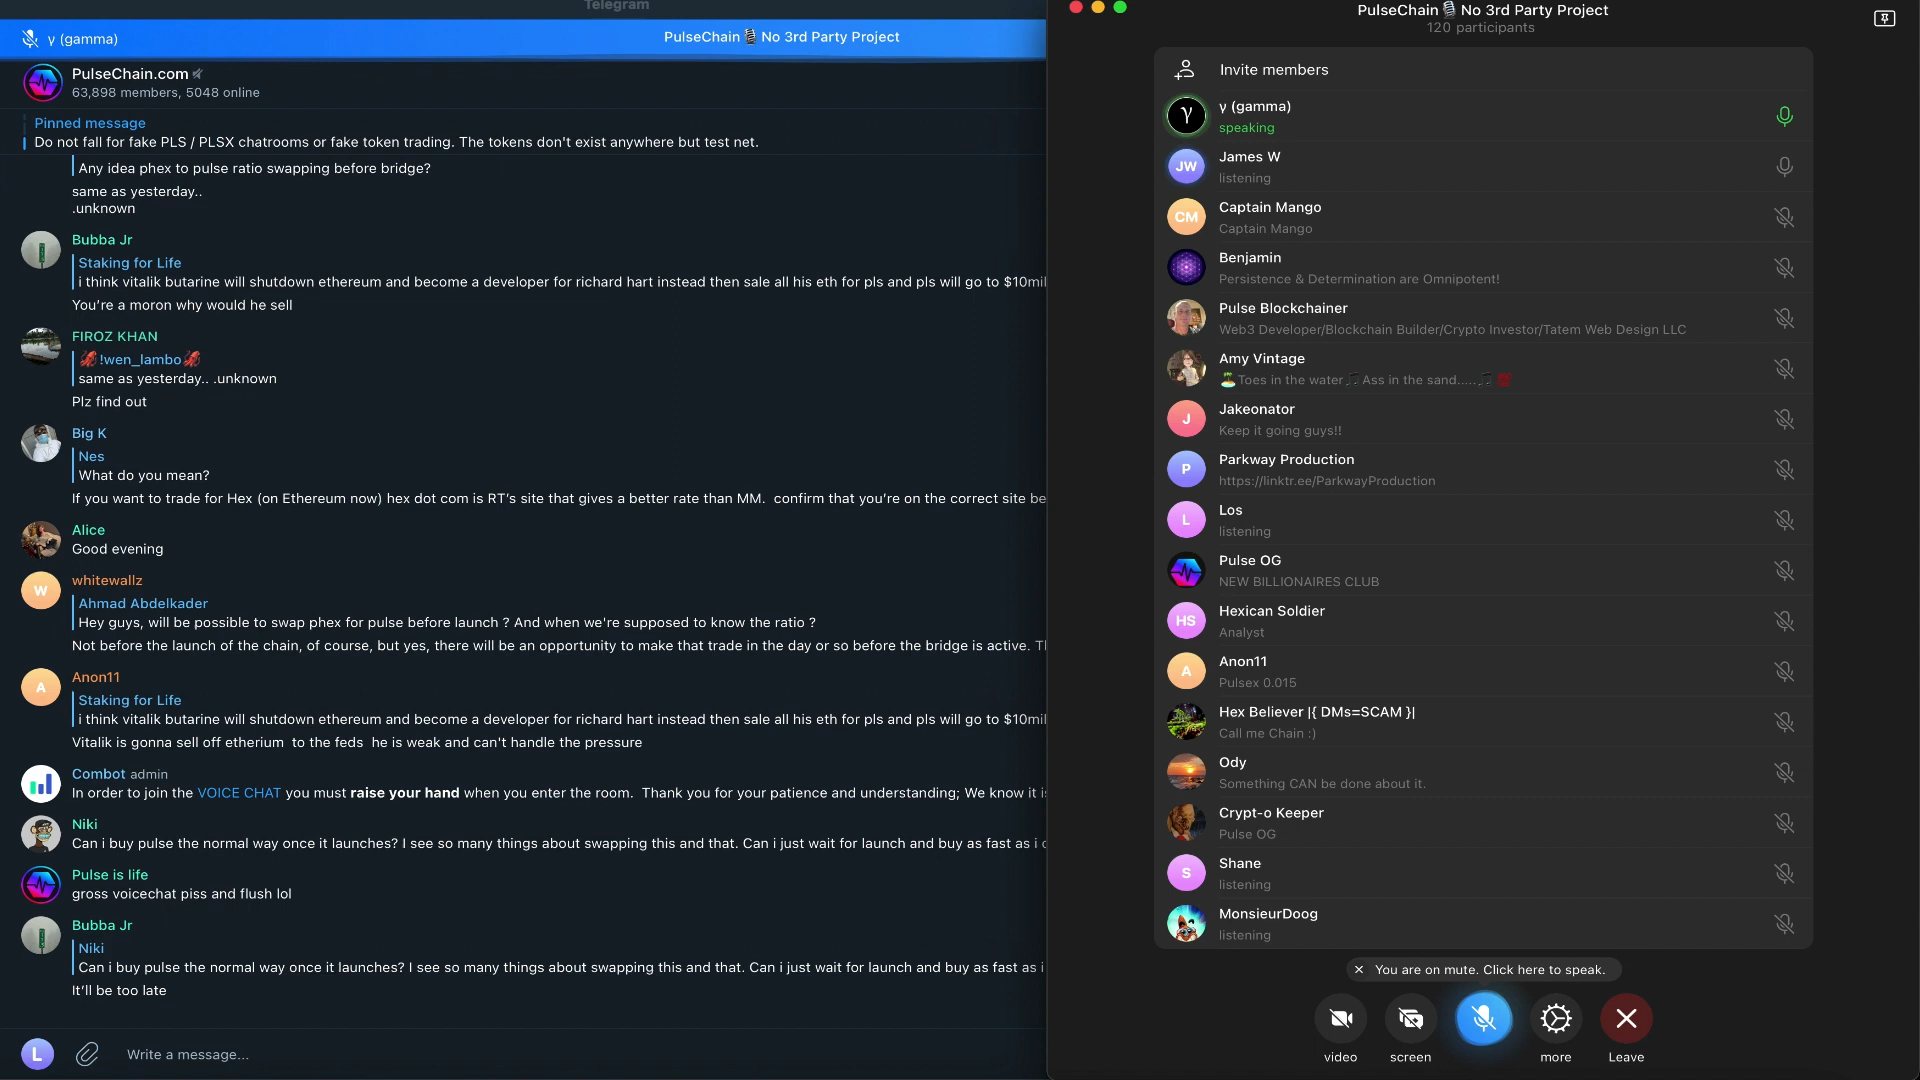 Telegram
γ (gamma)
PulseChain🎙 No 3rd Party Project
PulseChain.com
63,898 members, 5048 online
Pinned message
Do not fall for fake PLS / PLSX chatrooms or fake token trading. The tokens don't exist anywhere but test net.
Any idea phex to pulse ratio swapping before bridge?
same as yesterday..
.unknown
Bubba Jr
Staking for Life
i think vitalik butarine will shutdown ethereum and become a developer for richard hart instead then sale all his eth for pls and pls will go to $10mil
You're a moron why would he sell
FIROZ KHAN
🦞!wen_lambo🦞
same as yesterday.. .unknown
Plz find out
Big K
Nes
What do you mean?
If you want to trade for Hex (on Ethereum now) hex dot com is RT's site that gives a better rate than MM.  confirm that you're on the correct site be
Alice
Good evening
W
whitewallz
Ahmad Abdelkader
Hey guys, will be possible to swap phex for pulse before launch ? And when we're supposed to know the ratio ?
Not before the launch of the chain, of course, but yes, there will be an opportunity to make that trade in the day or so before the bridge is active.
A
Anon11
Staking for Life
i think vitalik butarine will shutdown ethereum and become a developer for richard hart instead then sale all his eth for pls and pls will go to $10mil
Vitalik is gonna sell off etherium  to the feds  he is weak and can't handle the pressure
Combot admin
In order to join the VOICE CHAT you must raise your hand when you enter the room.  Thank you for your patience and understanding; We know it
Niki
Can i buy pulse the normal way once it launches? I see so many things about swapping this and that. Can i just wait for launch and buy as fast as i
Pulse is life
gross voicechat piss and flush lol
Bubba Jr
Niki
Can i buy pulse the normal way once it launches? I see so many things about swapping this and that. Can i just wait for launch and buy as fast as i
It'll be too late
L
Write a message...
PulseChain🎙 No 3rd Party Project
120 participants
Invite members
γ
γ (gamma)
speaking
JW
James W
listening
CM
Captain Mango
Captain Mango
Benjamin
Persistence & Determination are Omnipotent!
Pulse Blockchainer
Web3 Developer/Blockchain Builder/Crypto Investor/Tatem Web Design LLC
Amy Vintage
🏝Toes in the water🎵Ass in the sand.....🎵
J
Jakeonator
Keep it going guys!!
P
Parkway Production
https://linktr.ee/ParkwayProduction
L
Los
listening
Pulse OG
NEW BILLIONAIRES CLUB
HS
Hexican Soldier
Analyst
A
Anon11
Pulsex 0.015
Hex Believer |{ DMs=SCAM }|
Call me Chain :)
Ody
Something CAN be done about it.
Crypt-o Keeper
Pulse OG
S
Shane
listening
MonsieurDoog
listening
You are on mute. Click here to speak.
video
screen
more
Leave